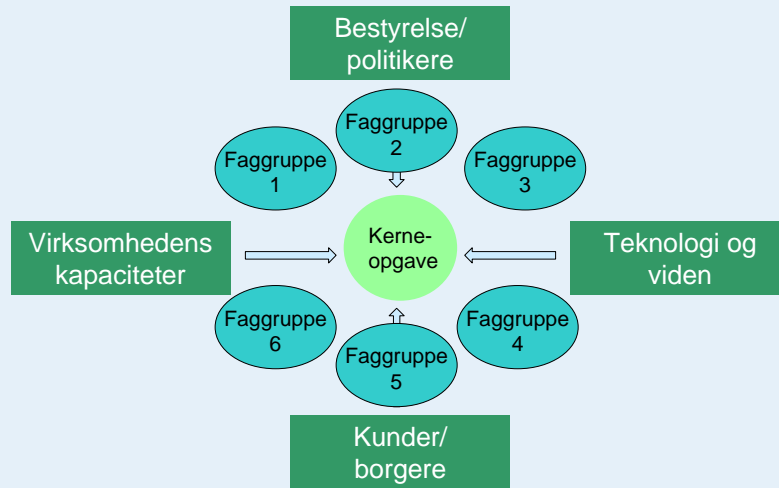 Bestyrelse/
politikere
Faggruppe
2
Faggruppe
1
Faggruppe
3
Virksomhedens
kapaciteter
Kerne-
opgave
Teknologi og
viden
Faggruppe
6
Faggruppe
5
Faggruppe
4
Kunder/
borgere